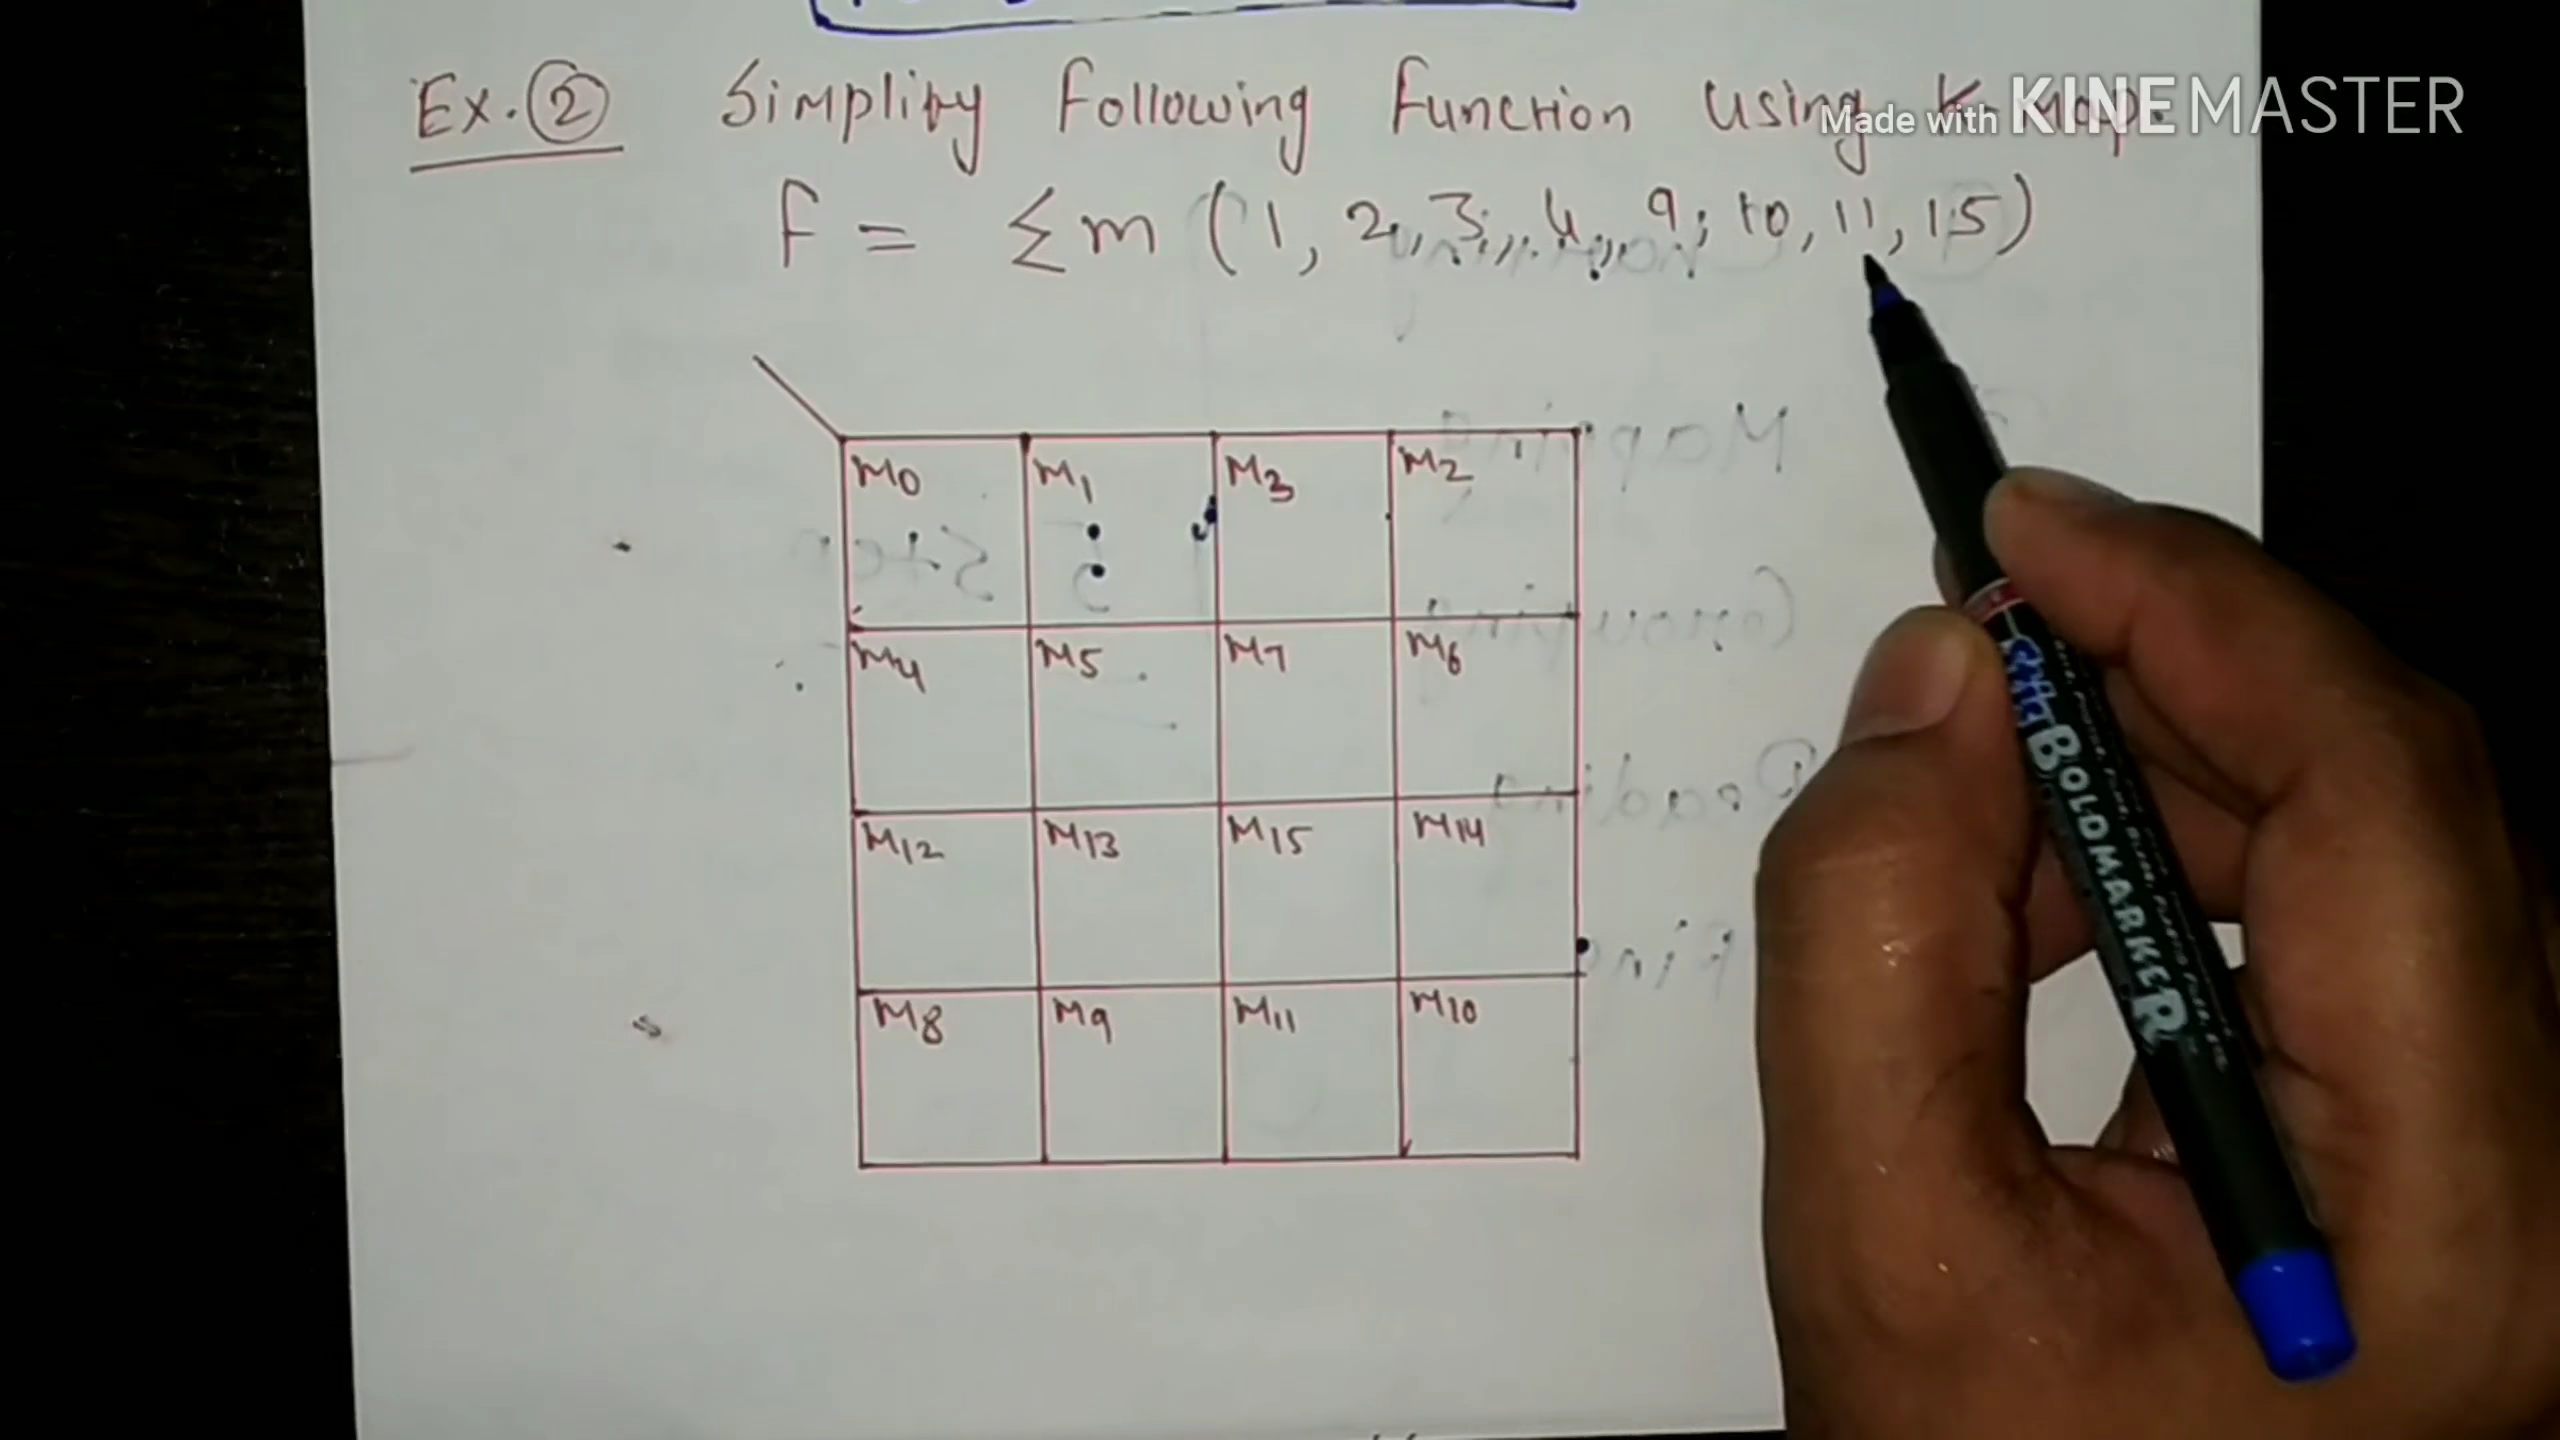 Ex. 2 Simplify Following Function Using K-Map.
Made with KINEMASTER
F = Σm (1, 2, 3, 4, 9, 10, 11, 15)
M0 M1 M3 M2
M4 M5 M7 M6
M12 M13 M15 M14
M8 M9 M11 M10
BOLDMARKER